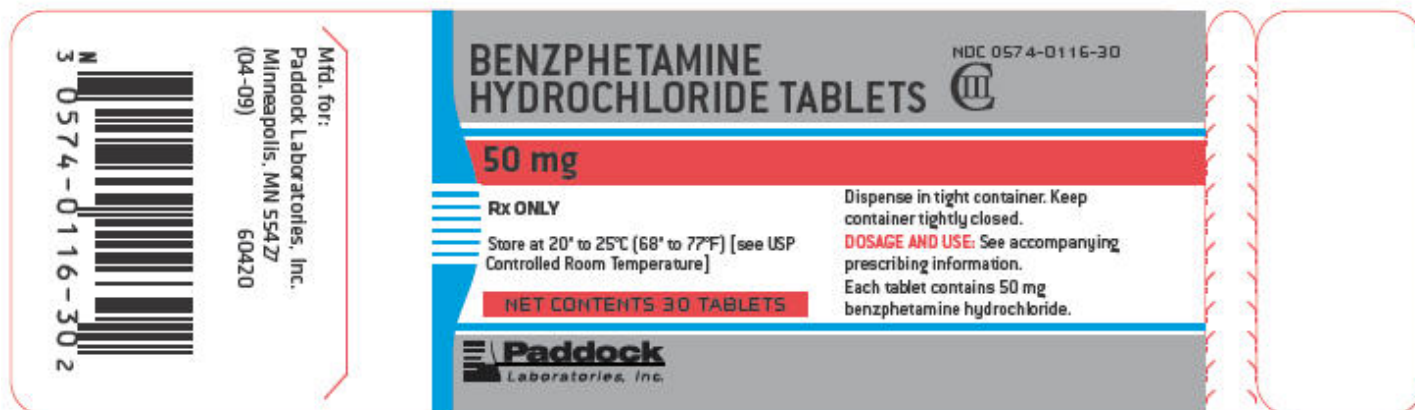 Mfd. for:
Paddock Laboratories, Inc.
Minneapolis, MN 55427
(04-09) 60420
N
3 0574-0116-30 2
BENZPHETAMINE
HYDROCHLORIDE TABLETS
NDC 0574-0116-30
CIII
50 mg
Rx ONLY
Store at 20° to 25°C (68° to 77°F) [see USP
Controlled Room Temperature]
NET CONTENTS 30 TABLETS
Dispense in tight container. Keep
container tightly closed.
DOSAGE AND USE: See accompanying
prescribing information.
Each tablet contains 50 mg
benzphetamine hydrochloride.
Paddock
Laboratories, Inc.